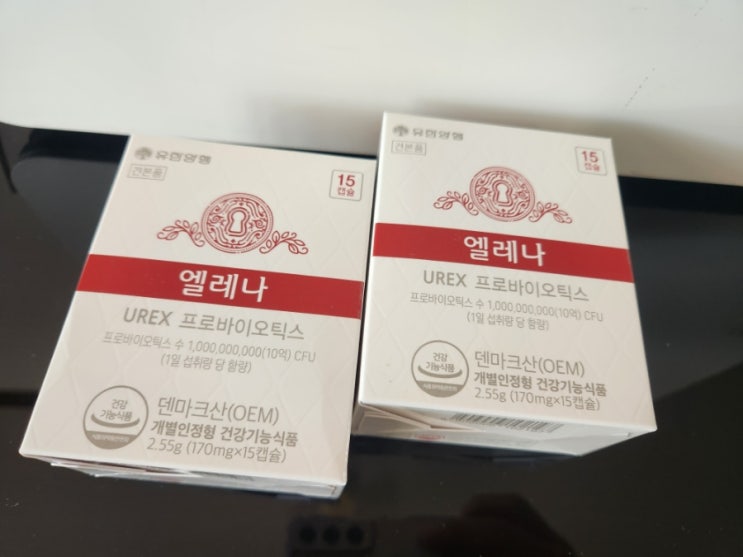 유한양행
견본품
15
캡슐
엘레나
UREX 프로바이오틱스
프로바이오틱스 수 1,000,000,000(10억) CFU
(1일 섭취량 당 함량)
건강
기능식품
덴마크산(OEM)
개별인정형 건강기능식품
2.55g (170mg×15캡슐)
유한양행
견본품
15
캡슐
엘레나
UREX 프로바이오틱스
프로바이오틱스 수 1,000,000,000(10억) CFU
(1일 섭취량 당 함량)
건강
기능식품
덴마크산(OEM)
개별인정형 건강기능식품
2.55g (170mg×15캡슐)